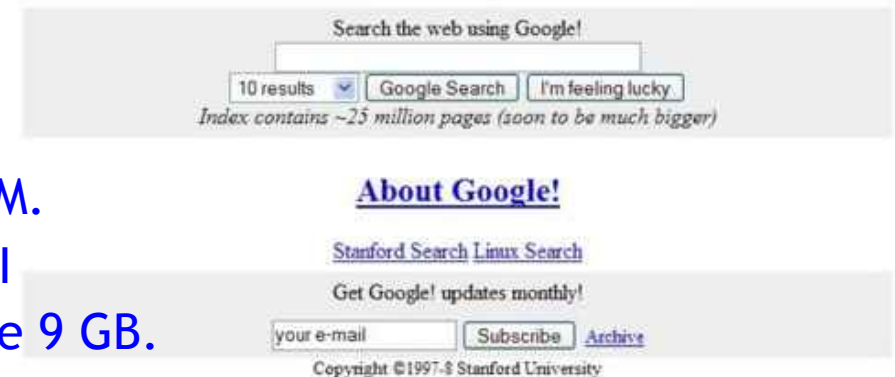 Search the web using Google!
10 results Google Search I'm feeling lucky
Index contains ~25 million pages (soon to be much bigger)
M.
About Google!
Stanford Search Linux Search
l
Get Google! updates monthly!
e 9 GB.
your e-mail Subscribe Archive
Copyright ©1997-8 Stanford University